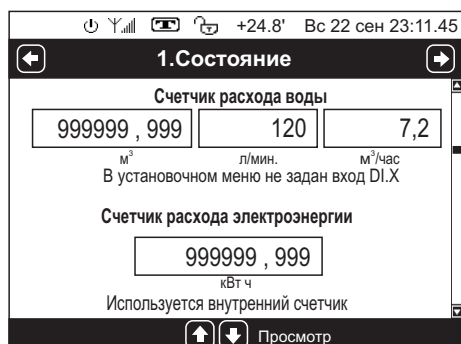 +24.8' Вс 22 сен 23:11.45
1.Состояние
Счетчик расхода воды
999999 , 999 120 7,2
м³ л/мин. м³/час
В установочном меню не задан вход DI.X
Счетчик расхода электроэнергии
999999 , 999
кВт ч
Используется внутренний счетчик
Просмотр